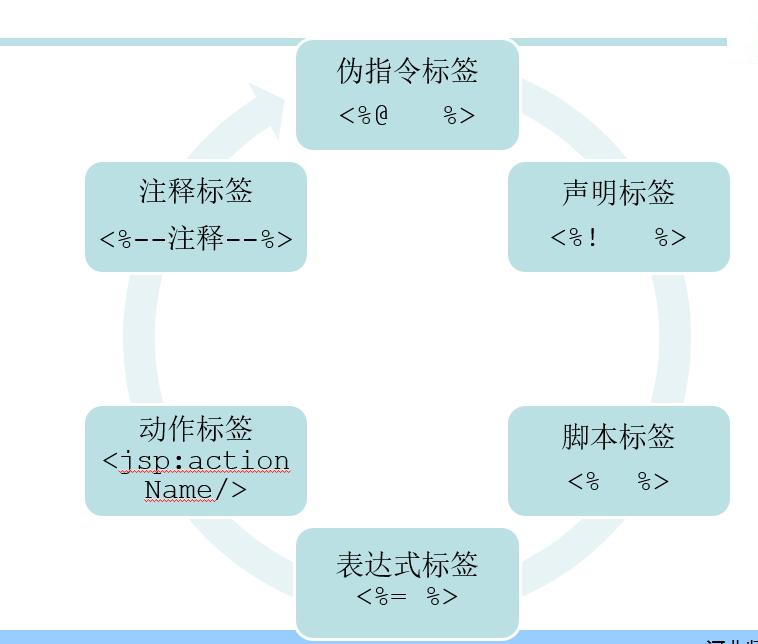 伪指令标签
<%@   %>
声明标签
<%!   %>
脚本标签
<%  %>
表达式标签
<%= %>
动作标签
<jsp:action
Name/>
注释标签
<%--注释--%>